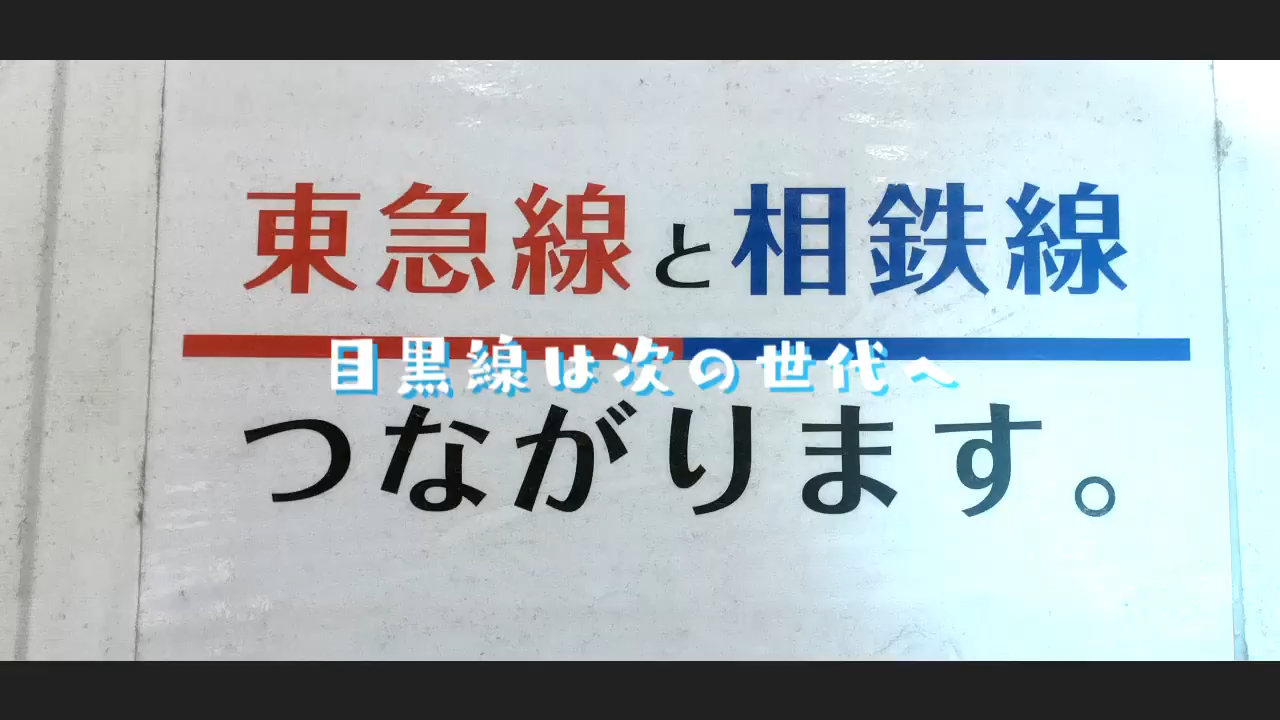 東急線と相鉄線
目黒線は次の世代へ
つながります。